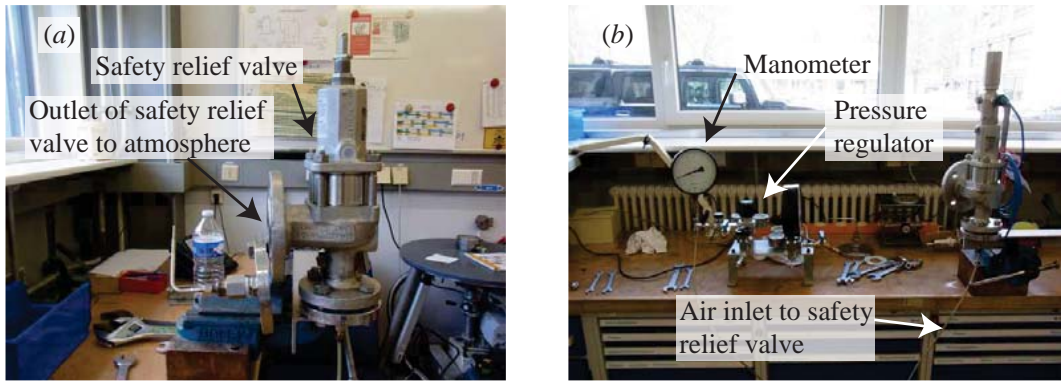 (a)
Safety relief valve
Outlet of safety relief
valve to atmosphere
(b)
Manometer
Pressure
regulator
Air inlet to safety
relief valve